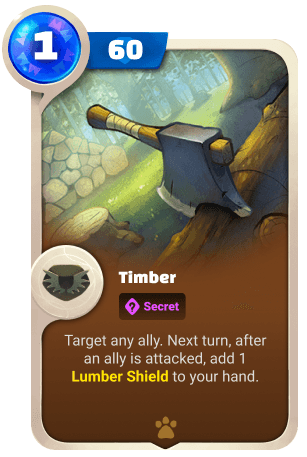 1
60
Timber
Secret
Target any ally. Next turn, after
an ally is attacked, add 1
Lumber Shield to your hand.